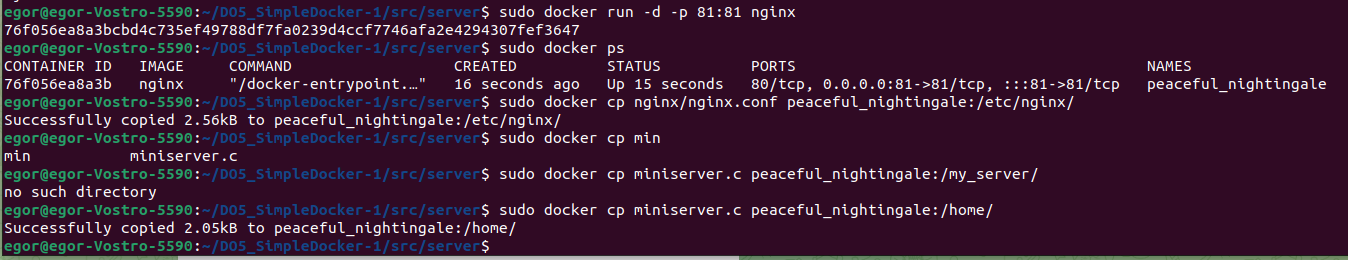 egor@egor-Vostro-5590:~/DO5_SimpleDocker-1/src/server$ sudo docker run -d -p 81:81 nginx
76f056ea8a3bcbd4c735ef49788df7fa0239d4ccf7746afa2e4294307fef3647
egor@egor-Vostro-5590:~/DO5_SimpleDocker-1/src/server$ sudo docker ps
CONTAINER ID   IMAGE     COMMAND                  CREATED          STATUS          PORTS                                       NAMES
76f056ea8a3b   nginx     "/docker-entrypoint.…"   16 seconds ago   Up 15 seconds   80/tcp, 0.0.0.0:81->81/tcp, :::81->81/tcp   peaceful_nightingale
egor@egor-Vostro-5590:~/DO5_SimpleDocker-1/src/server$ sudo docker cp nginx/nginx.conf peaceful_nightingale:/etc/nginx/
Successfully copied 2.56kB to peaceful_nightingale:/etc/nginx/
egor@egor-Vostro-5590:~/DO5_SimpleDocker-1/src/server$ sudo docker cp min
min           miniserver.c
egor@egor-Vostro-5590:~/DO5_SimpleDocker-1/src/server$ sudo docker cp miniserver.c peaceful_nightingale:/my_server/
no such directory
egor@egor-Vostro-5590:~/DO5_SimpleDocker-1/src/server$ sudo docker cp miniserver.c peaceful_nightingale:/home/
Successfully copied 2.05kB to peaceful_nightingale:/home/
egor@egor-Vostro-5590:~/DO5_SimpleDocker-1/src/server$